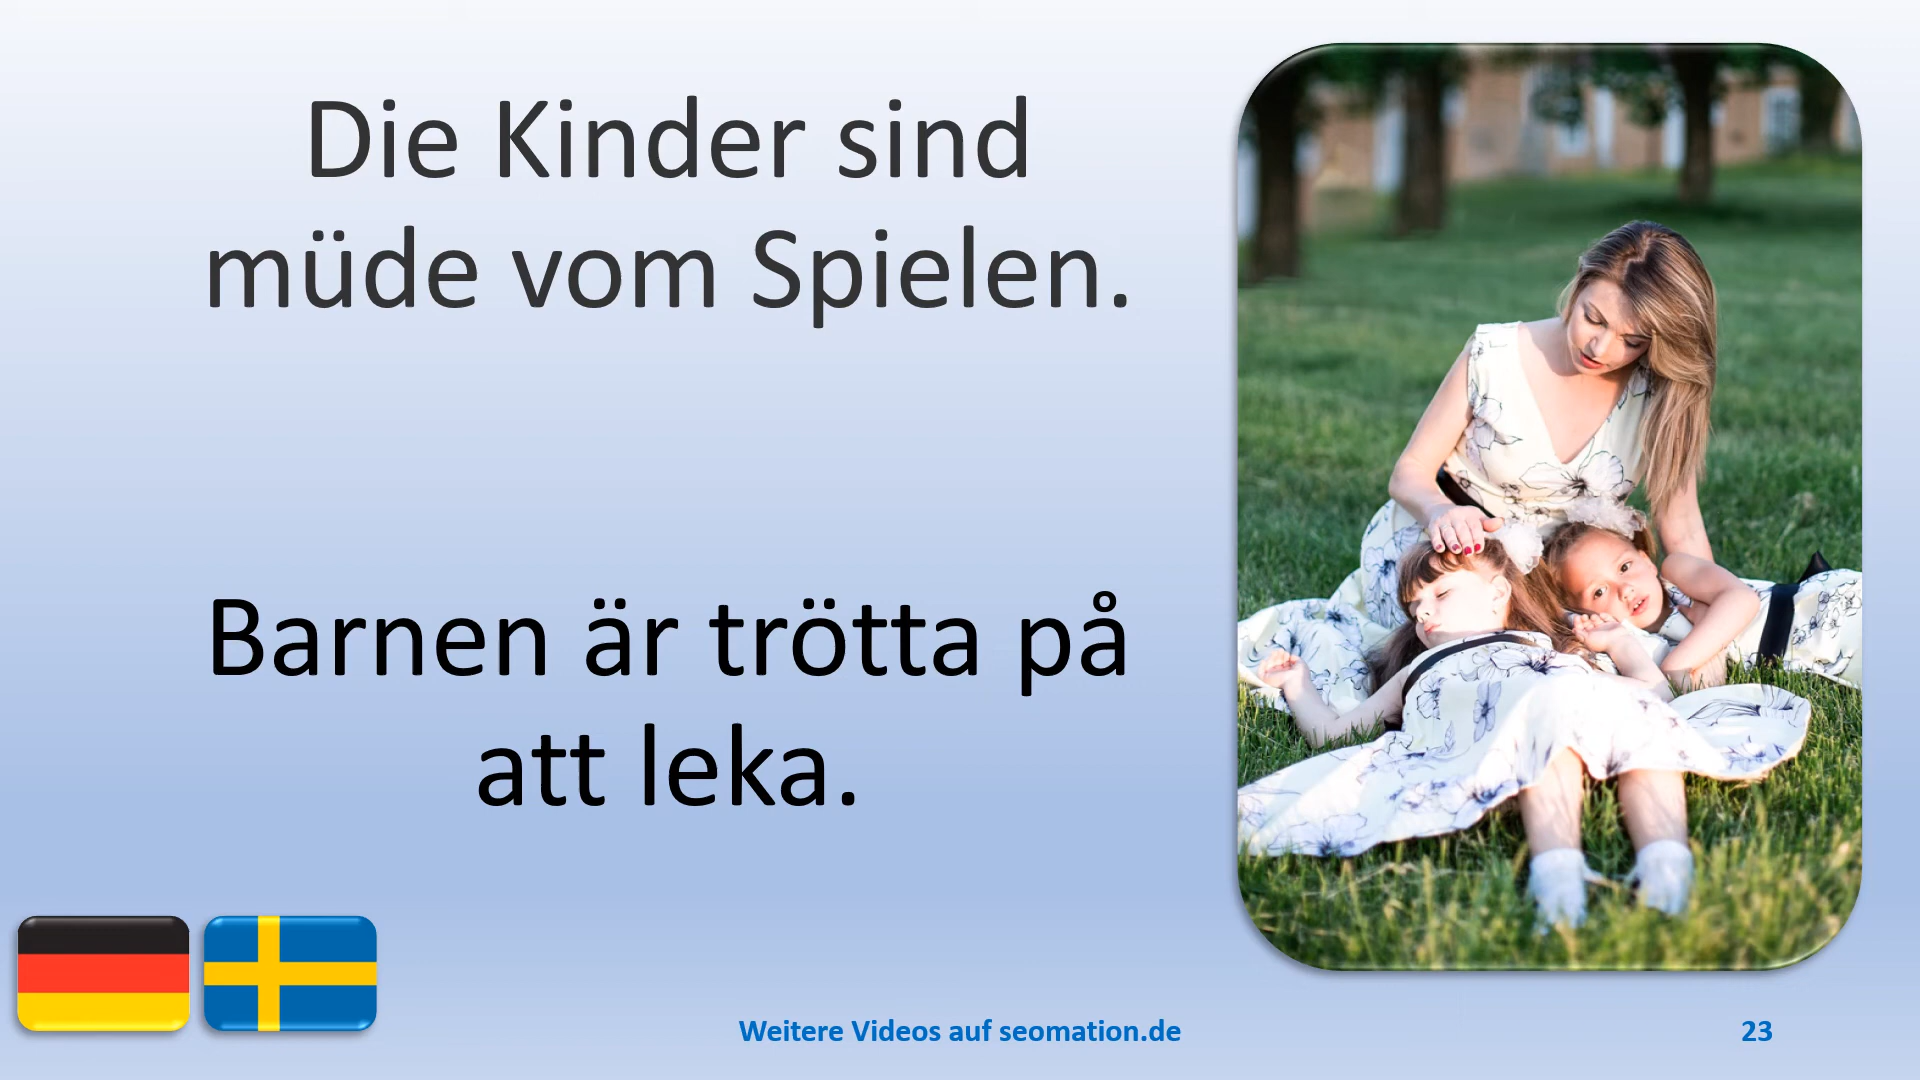 Die Kinder sind
müde vom Spielen.
Barnen är trötta på
att leka.
Weitere Videos auf seomation.de
23